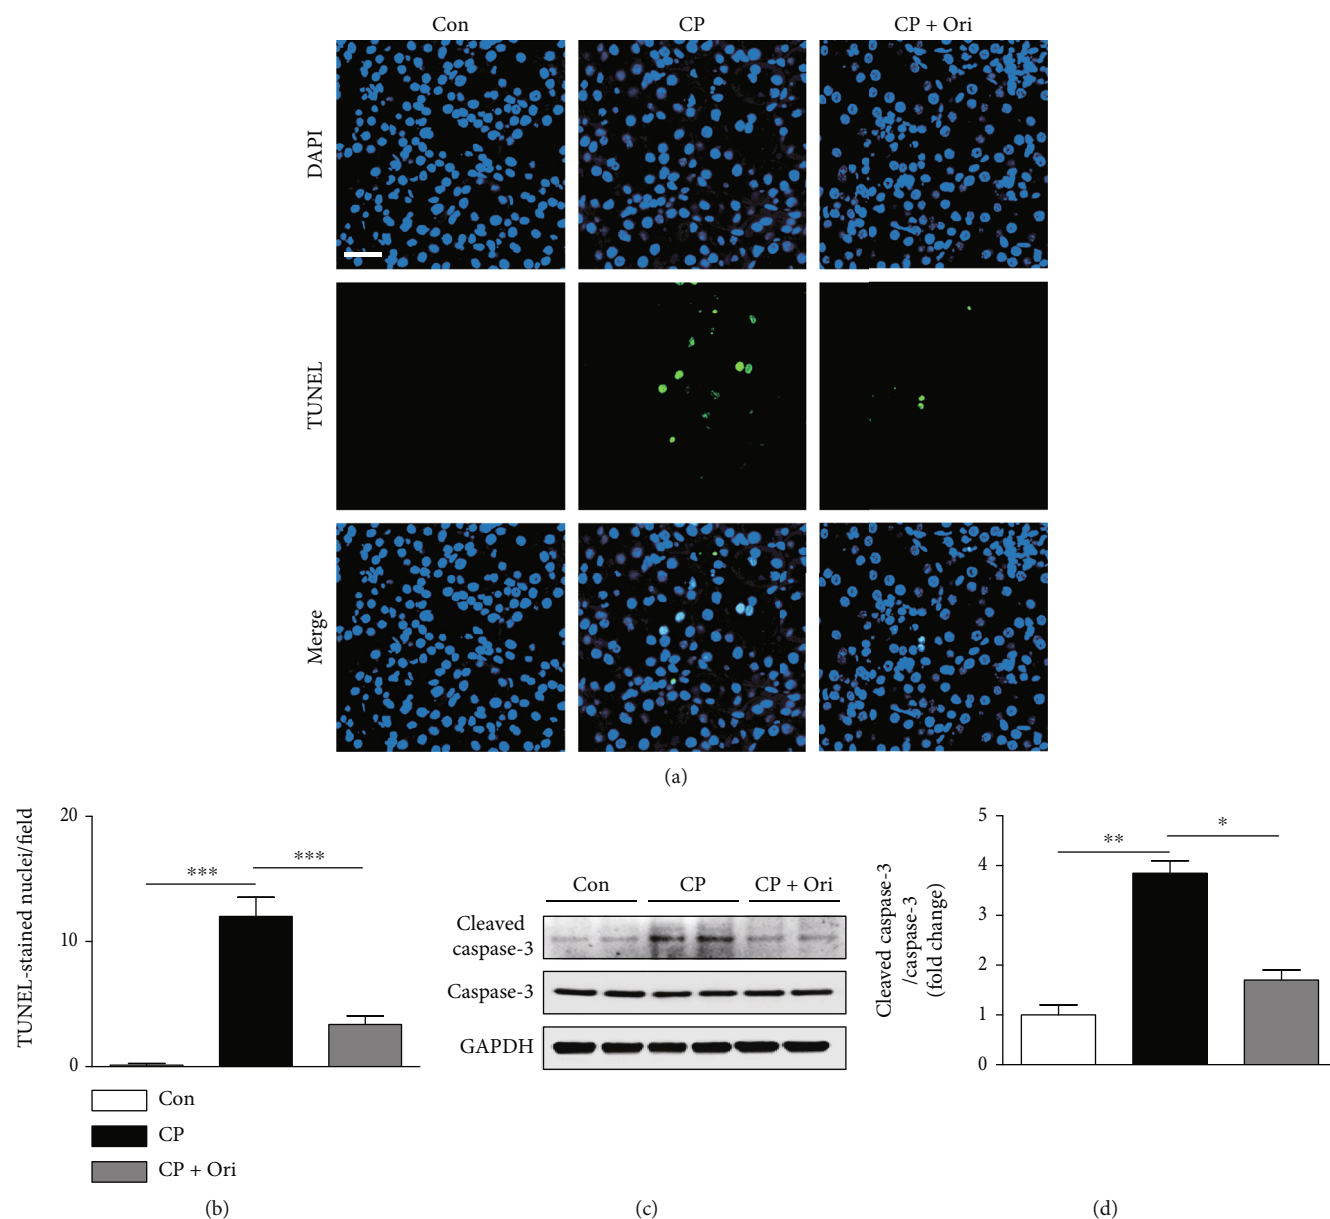 Con CP CP + Ori
DAPI
TUNEL
Merge
(a)
TUNEL-stained nuclei/field
20
10
0
*** ***
Con
CP
CP + Ori
(b)
Con CP CP + Ori
Cleaved
caspase-3
Caspase-3
GAPDH
(c)
Cleaved caspase-3
/caspase-3
(fold change)
5
4
3
2
1
0
** *
(d)